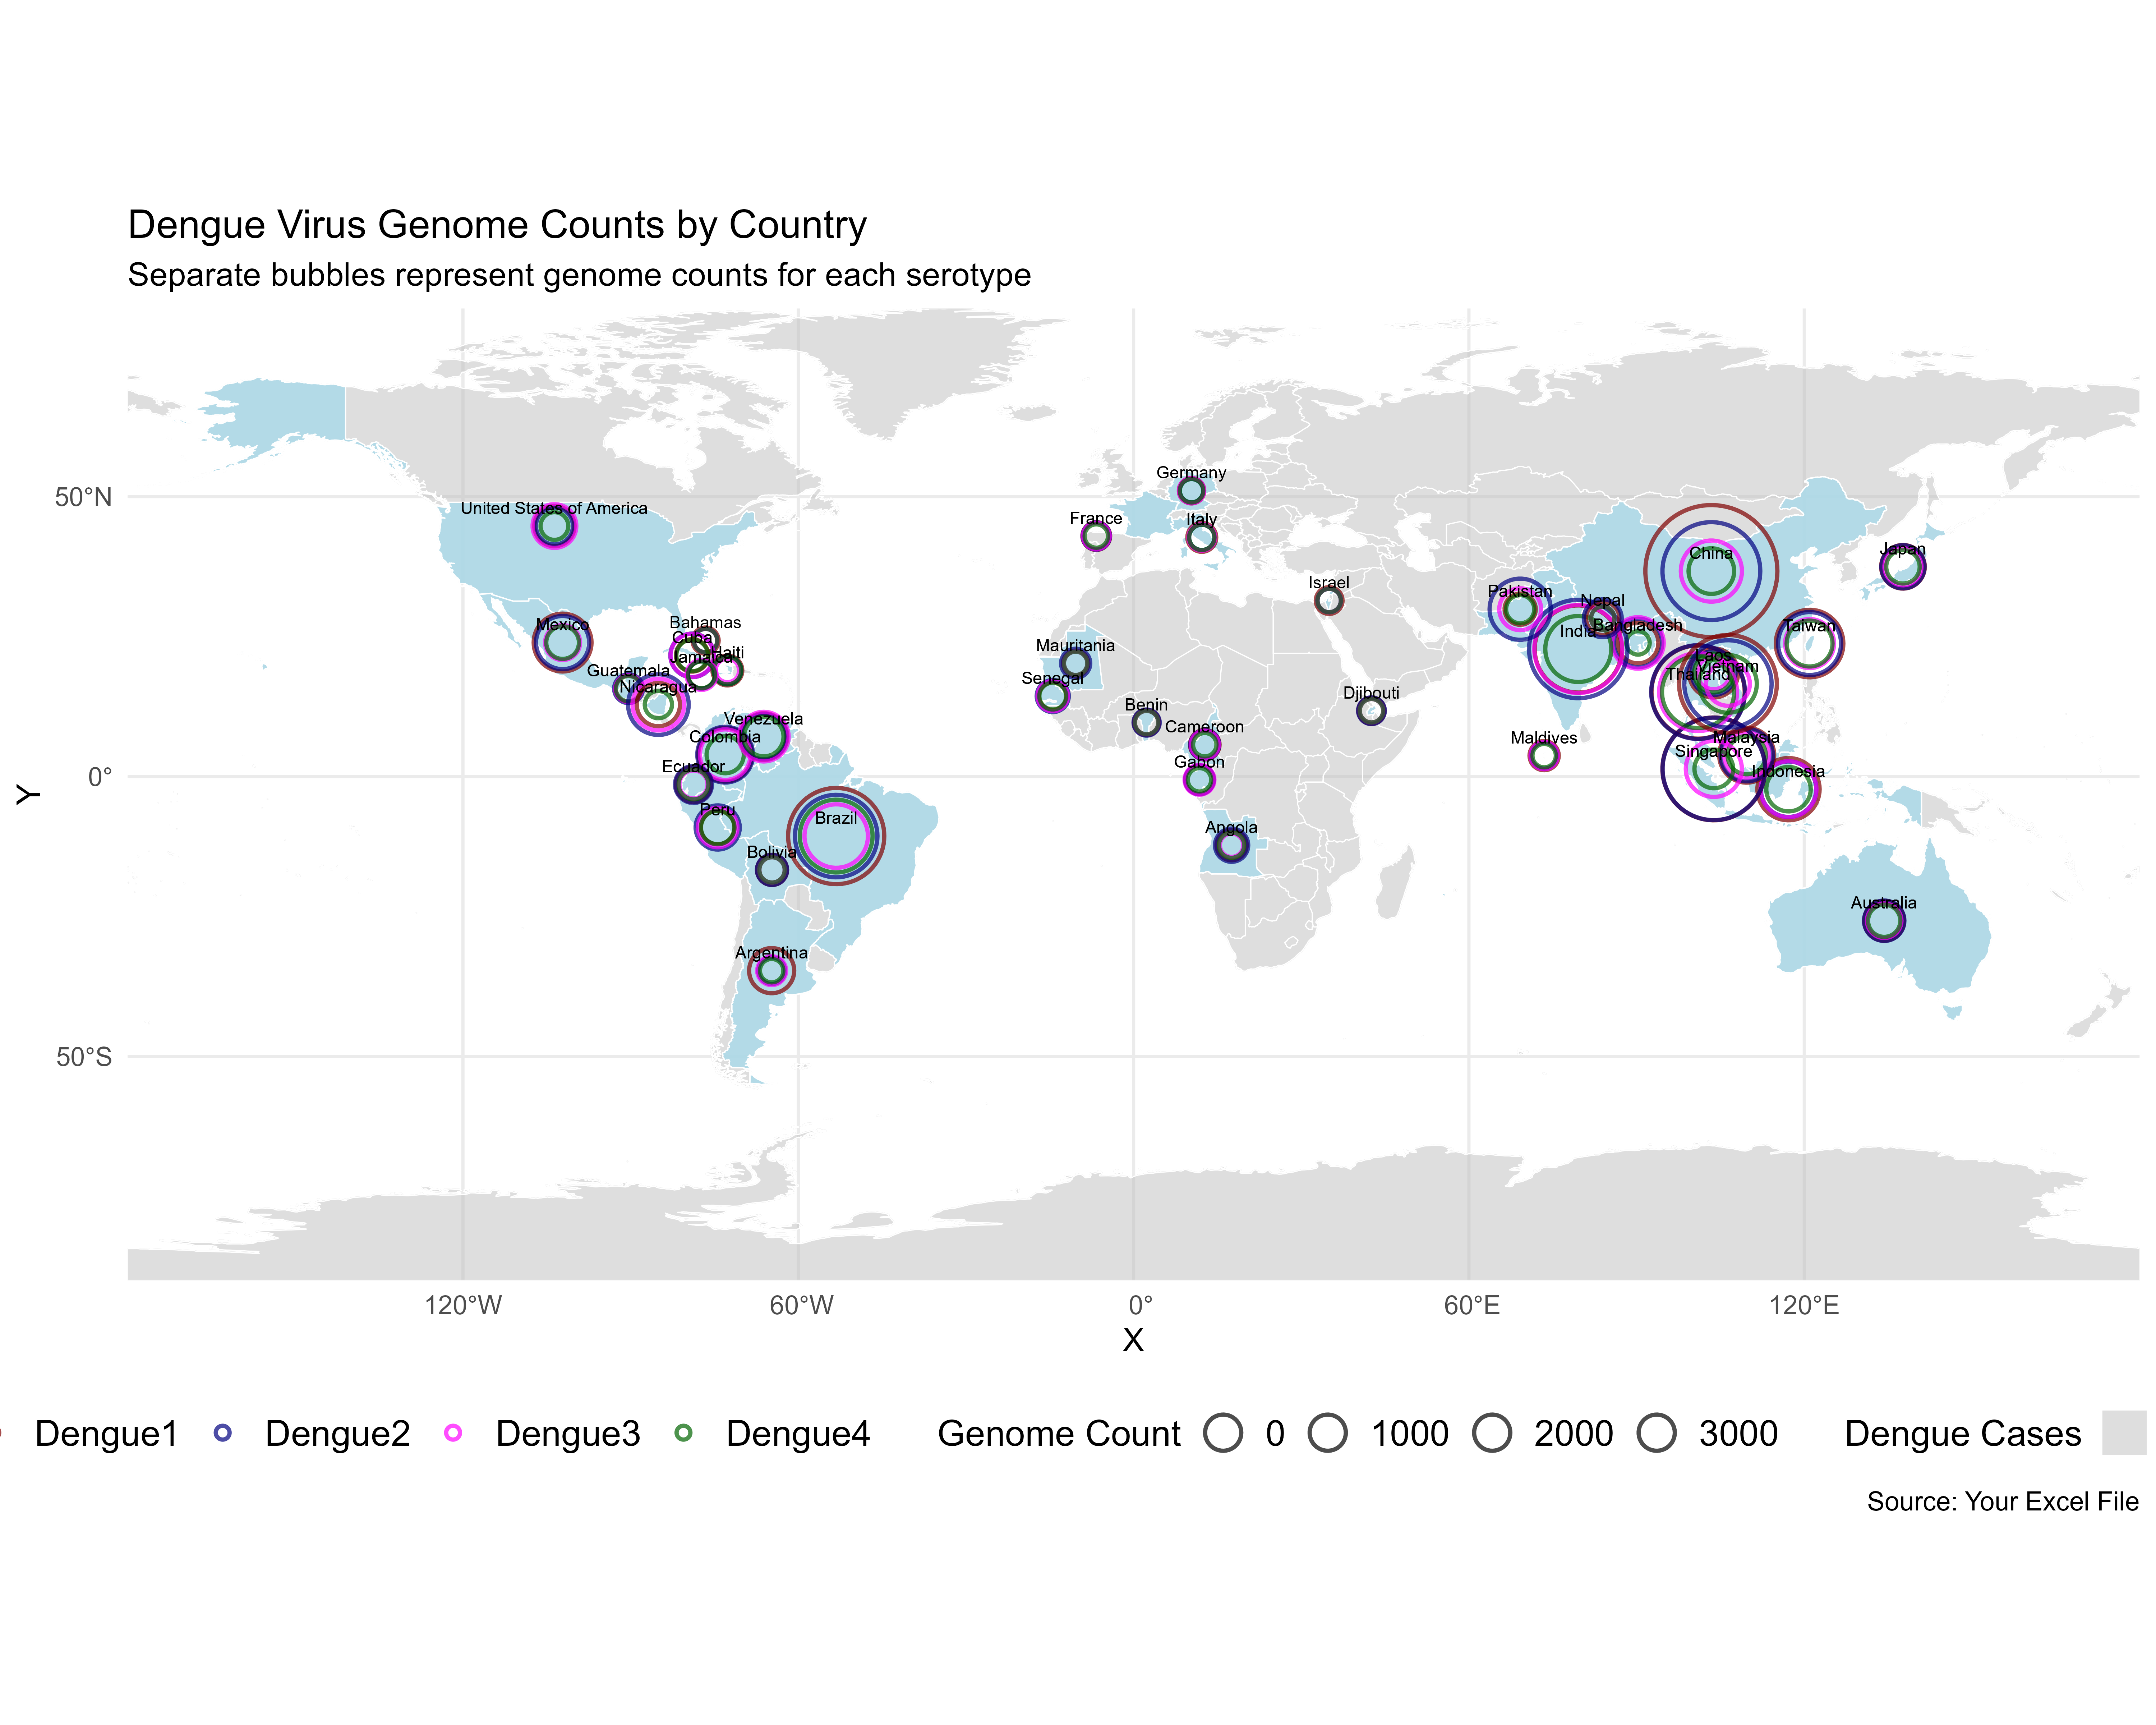 Dengue Virus Genome Counts by Country
Separate bubbles represent genome counts for each serotype
Germany
50°N
United States of America
France
Italy
China
Japan
Israel
Pakistan
Nepal
Mexico
Bahamas
Cuba
Bangladesh
Taiwan
India
Mauritania
Jamaica
Haiti
Laos
Vietnam
Guatemala
Senegal
Thailand
Nicaragua
Djibouti
Benin
Venezuela
Cameroon
Colombia
Maldives
Malaysia
Singapore
Gabon
Ecuador
Indonesia
0°
Y
Peru
Brazil
Angola
Bolivia
Australia
Argentina
50°S
120°W 60°W 0° 60°E 120°E
X
Dengue1 Dengue2 Dengue3 Dengue4 Genome Count 0 1000 2000 3000 Dengue Cases
Source: Your Excel File